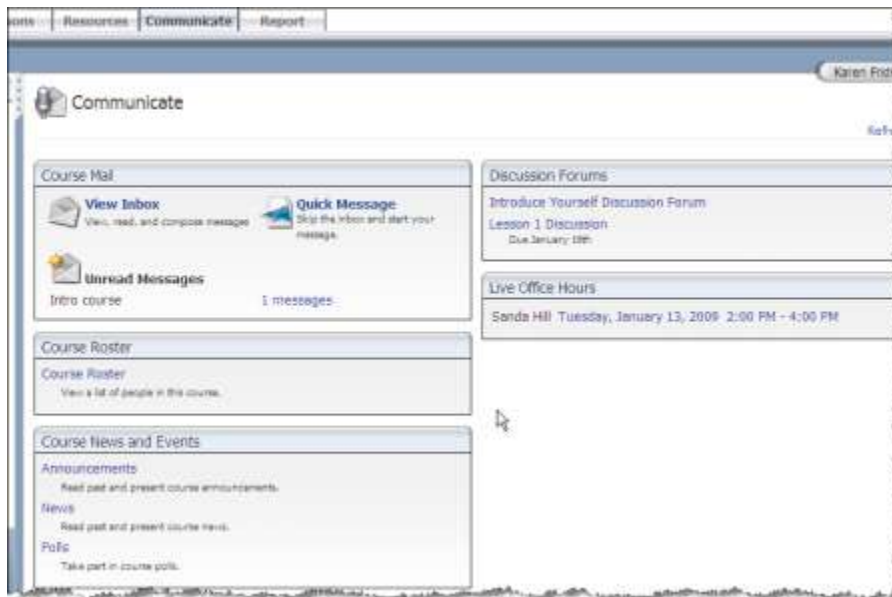 Resources Communicate Report
Karen
Communicate
Course Mail
View Inbox
View, read, and compose messages
Quick Message
Skip the inbox and start your
message.
Unread Messages
Intro course 1 messages
Course Roster
Course Roster
View a list of people in this course.
Course News and Events
Announcements
Read past and present course announcements.
News
Read past and present course news.
Polls
Take part in course polls.
Discussion Forums
Introduce Yourself Discussion Forum
Lesson 1 Discussion
Due January
Live Office Hours
Sanda Hill Tuesday, January 13, 2009 2:00 PM - 4:00 PM